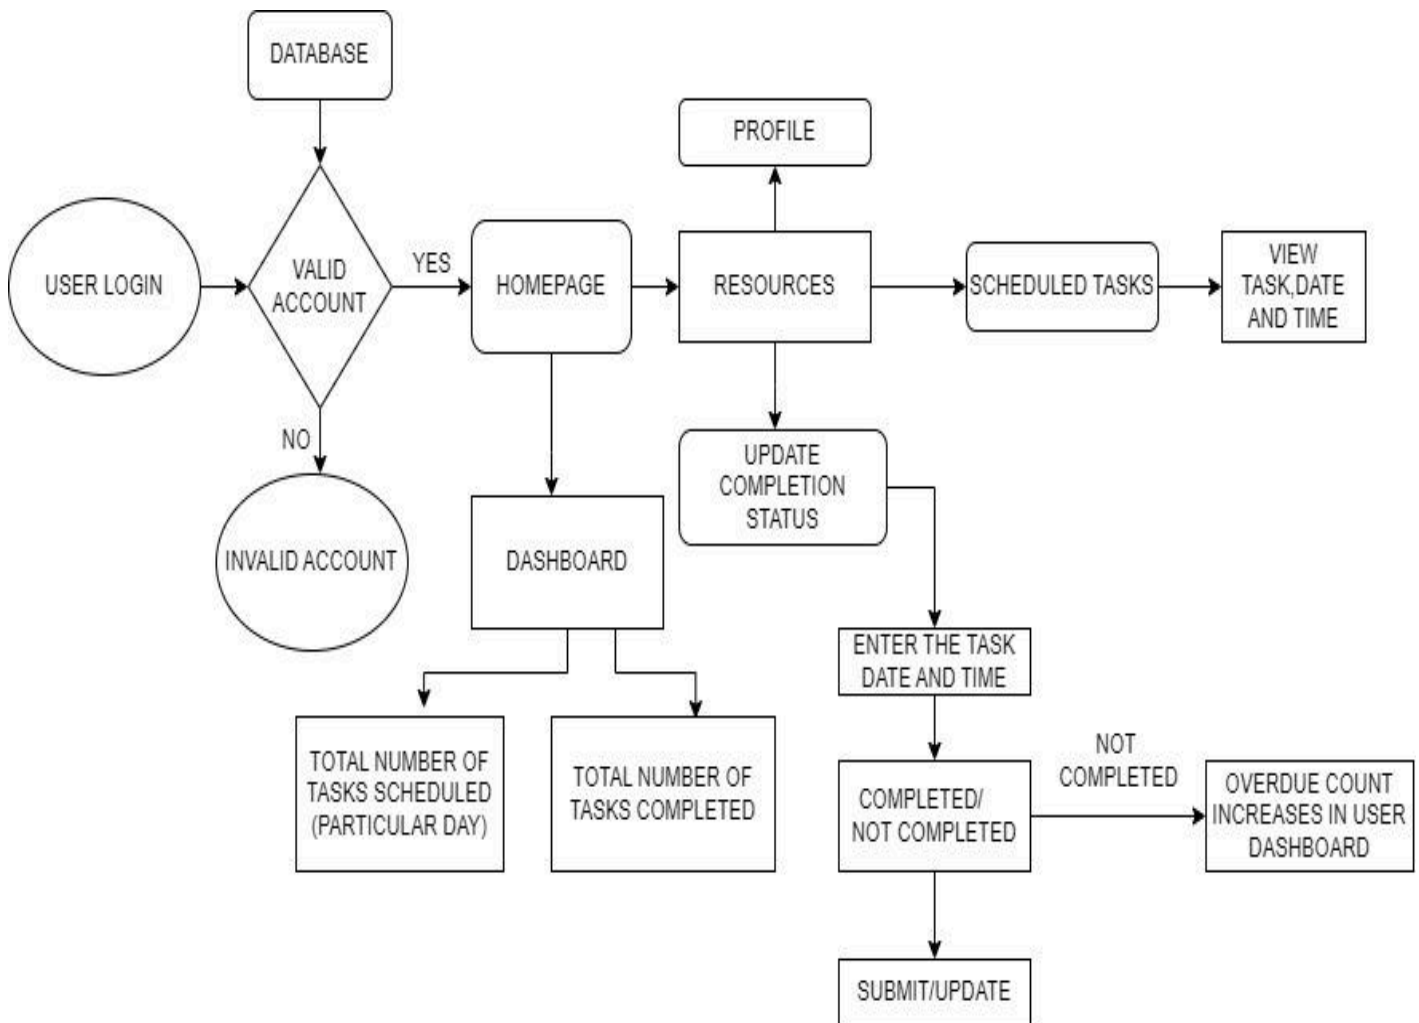 DATABASE
PROFILE
USER LOGIN
VALID
ACCOUNT
YES
HOMEPAGE
RESOURCES
SCHEDULED TASKS
VIEW
TASK,DATE
AND TIME
NO
INVALID ACCOUNT
UPDATE
COMPLETION
STATUS
DASHBOARD
ENTER THE TASK
DATE AND TIME
TOTAL NUMBER OF
TASKS SCHEDULED
(PARTICULAR DAY)
TOTAL NUMBER OF
TASKS COMPLETED
COMPLETED/
NOT COMPLETED
NOT
COMPLETED
OVERDUE COUNT
INCREASES IN USER
DASHBOARD
SUBMIT/UPDATE